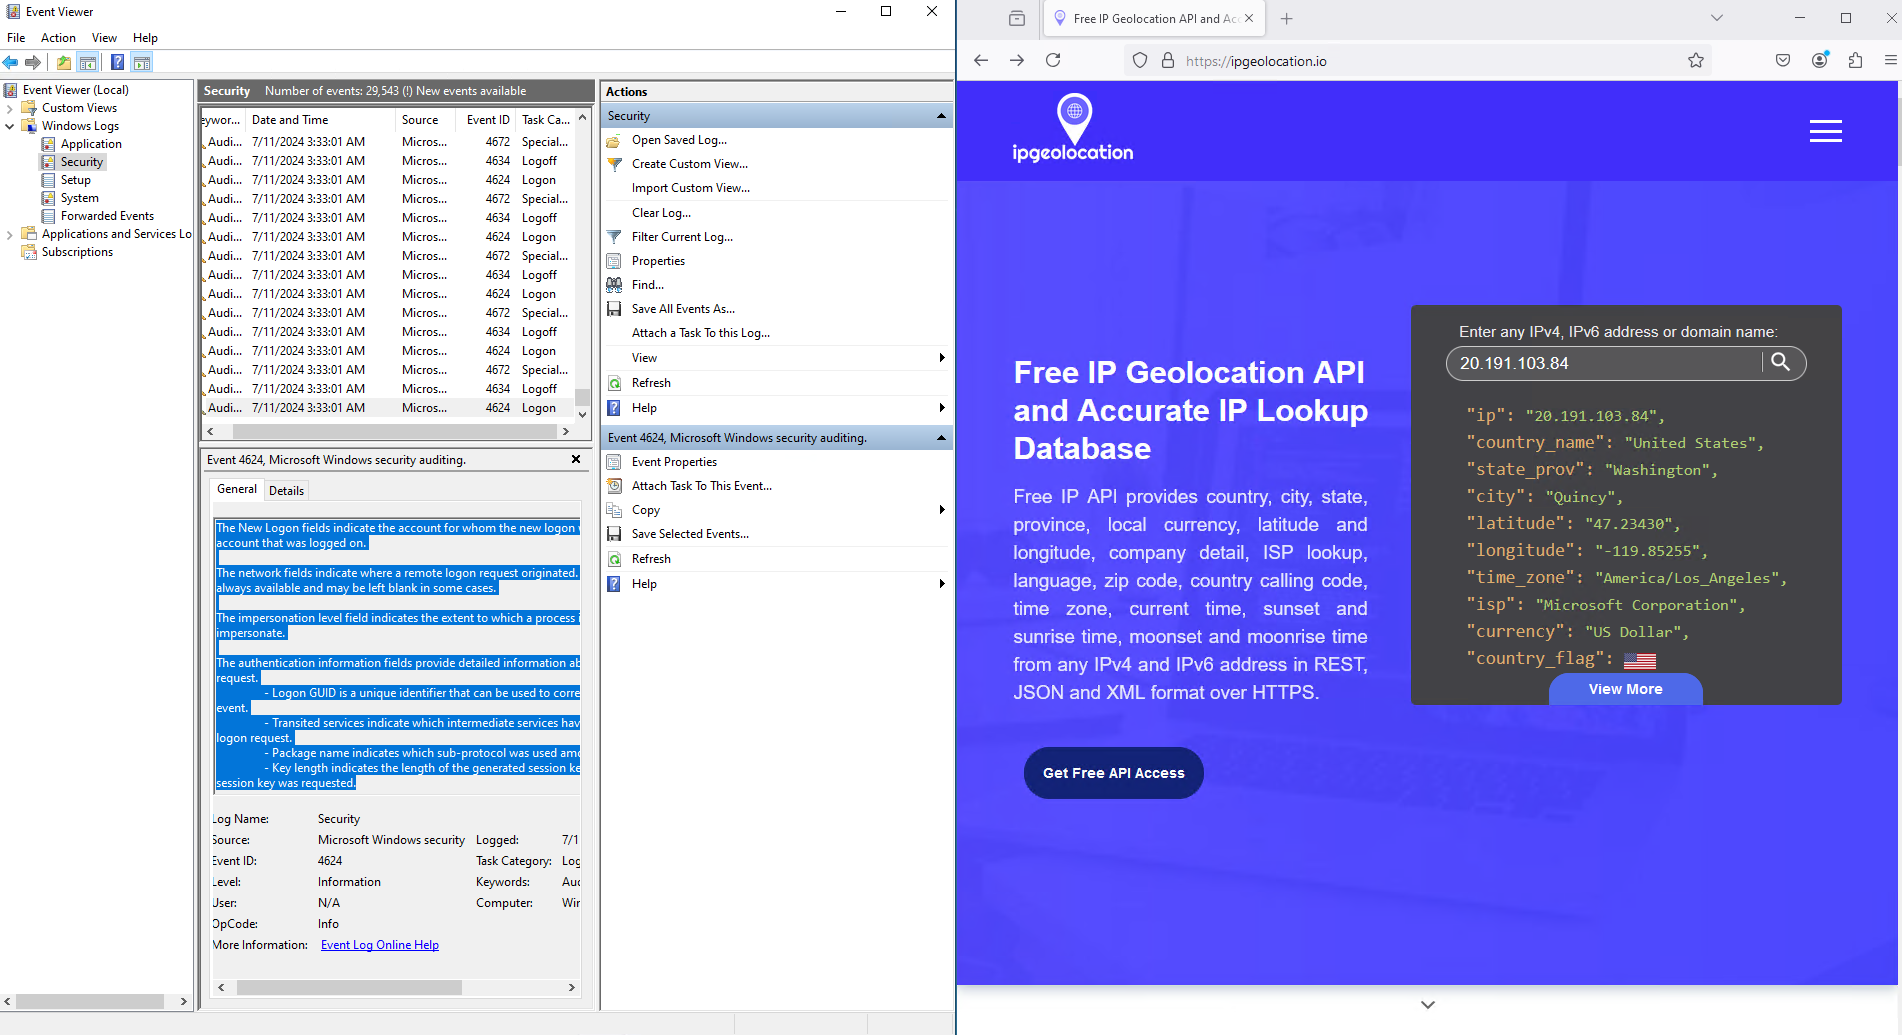 Event Viewer
File Action View Help
Event Viewer (Local)
Custom Views
Windows Logs
Application
Security
Setup
System
Forwarded Events
Applications and Services Lo
Subscriptions
Security Number of events: 29,543 (!) New events available
eywor... Date and Time Source Event ID Task Ca...
Audi... 7/11/2024 3:33:01 AM Micros... 4672 Special...
Audi... 7/11/2024 3:33:01 AM Micros... 4634 Logoff
Audi... 7/11/2024 3:33:01 AM Micros... 4624 Logon
Audi... 7/11/2024 3:33:01 AM Micros... 4672 Special...
Audi... 7/11/2024 3:33:01 AM Micros... 4634 Logoff
Audi... 7/11/2024 3:33:01 AM Micros... 4624 Logon
Audi... 7/11/2024 3:33:01 AM Micros... 4672 Special...
Audi... 7/11/2024 3:33:01 AM Micros... 4634 Logoff
Audi... 7/11/2024 3:33:01 AM Micros... 4624 Logon
Audi... 7/11/2024 3:33:01 AM Micros... 4672 Special...
Audi... 7/11/2024 3:33:01 AM Micros... 4634 Logoff
Audi... 7/11/2024 3:33:01 AM Micros... 4624 Logon
Audi... 7/11/2024 3:33:01 AM Micros... 4672 Special...
Audi... 7/11/2024 3:33:01 AM Micros... 4634 Logoff
Audi... 7/11/2024 3:33:01 AM Micros... 4624 Logon
Event 4624, Microsoft Windows security auditing.
General Details
The New Logon fields indicate the account for whom the new logon
account that was logged on.
The network fields indicate where a remote logon request originated.
always available and may be left blank in some cases.
The impersonation level field indicates the extent to which a process i
impersonate.
The authentication information fields provide detailed information ab
request.
- Logon GUID is a unique identifier that can be used to corre
event.
- Transited services indicate which intermediate services hav
logon request.
- Package name indicates which sub-protocol was used amo
- Key length indicates the length of the generated session ke
session key was requested.
Log Name: Security
Source: Microsoft Windows security Logged: 7/1
Event ID: 4624 Task Category: Log
Level: Information Keywords: Auc
User: N/A Computer: Wir
OpCode: Info
More Information: Event Log Online Help
Actions
Security
Open Saved Log...
Create Custom View...
Import Custom View...
Clear Log...
Filter Current Log...
Properties
Find...
Save All Events As...
Attach a Task To this Log...
View
Refresh
Help
Event 4624, Microsoft Windows security auditing.
Event Properties
Attach Task To This Event...
Copy
Save Selected Events...
Refresh
Help
Free IP Geolocation API and Acc
https://ipgeolocation.io
ipgeolocation
Free IP Geolocation API
and Accurate IP Lookup
Database
Free IP API provides country, city, state,
province, local currency, latitude and
longitude, company detail, ISP lookup,
language, zip code, country calling code,
time zone, current time, sunset and
sunrise time, moonset and moonrise time
from any IPv4 and IPv6 address in REST,
JSON and XML format over HTTPS.
Get Free API Access
Enter any IPv4, IPv6 address or domain name:
20.191.103.84
"ip": "20.191.103.84",
"country_name": "United States",
"state_prov": "Washington",
"city": "Quincy",
"latitude": "47.23430",
"longitude": "-119.85255",
"time_zone": "America/Los_Angeles",
"isp": "Microsoft Corporation",
"currency": "US Dollar",
"country_flag":
View More